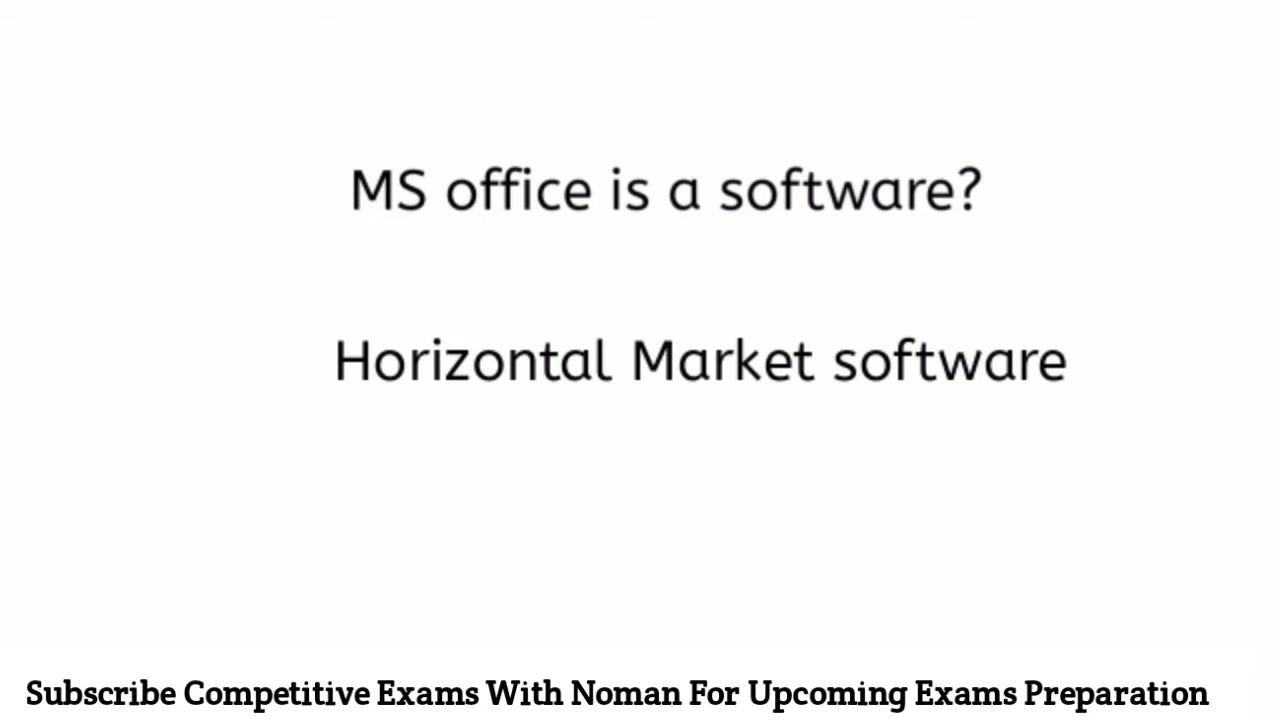 MS office is a software?
Horizontal Market software
Subscribe Competitive Exams With Noman For Upcoming Exams Preparation